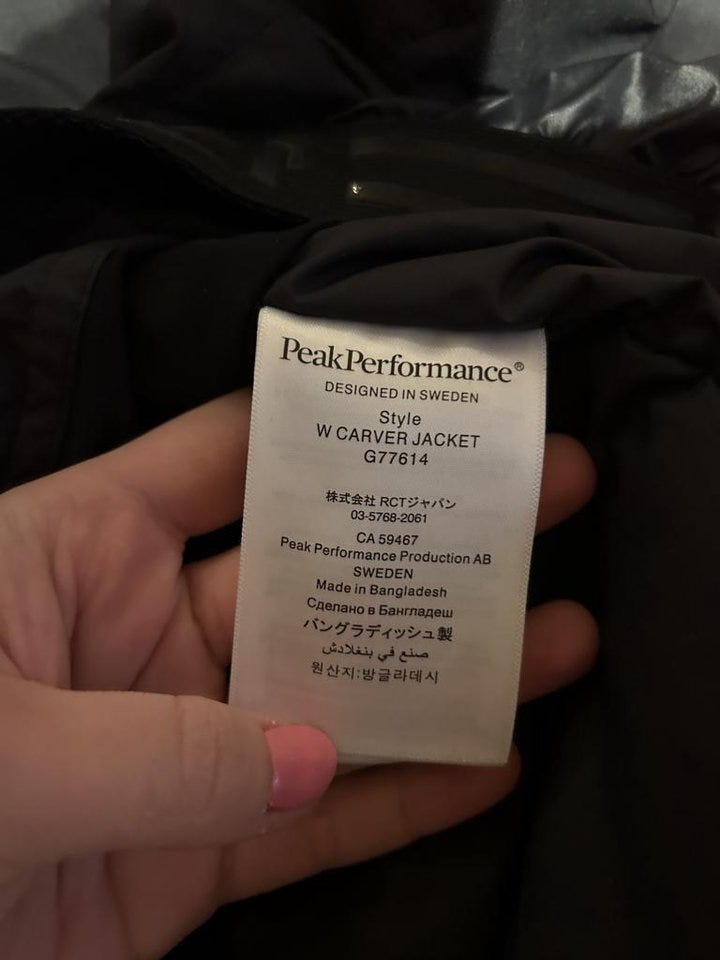 PeakPerformance®
DESIGNED IN SWEDEN
Style
W CARVER JACKET
G77614
株式会社 RCTジャパン
03-5768-2061
CA 59467
Peak Performance Production AB
SWEDEN
Made in Bangladesh
Сделано в Бангладеш
バングラディッシュ製
صنع في بنغلادش
원산지:방글라데시